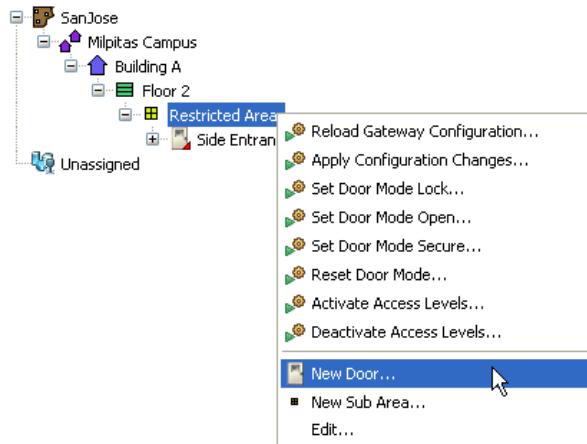 SanJose
Milpitas Campus
Building A
Floor 2
Restricted Area
Side Entran
Unassigned
Reload Gateway Configuration...
Apply Configuration Changes...
Set Door Mode Lock...
Set Door Mode Open...
Set Door Mode Secure...
Reset Door Mode...
Activate Access Levels...
Deactivate Access Levels...
New Door...
New Sub Area...
Edit...